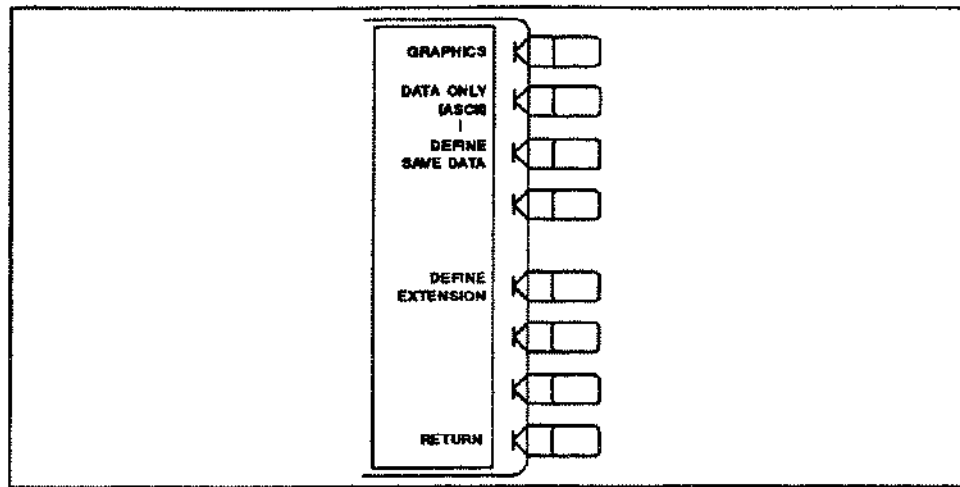 GRAPHICS
DATA ONLY
(ASCII)
DEFINE
SAVE DATA
DEFINE
EXTENSION
RETURN